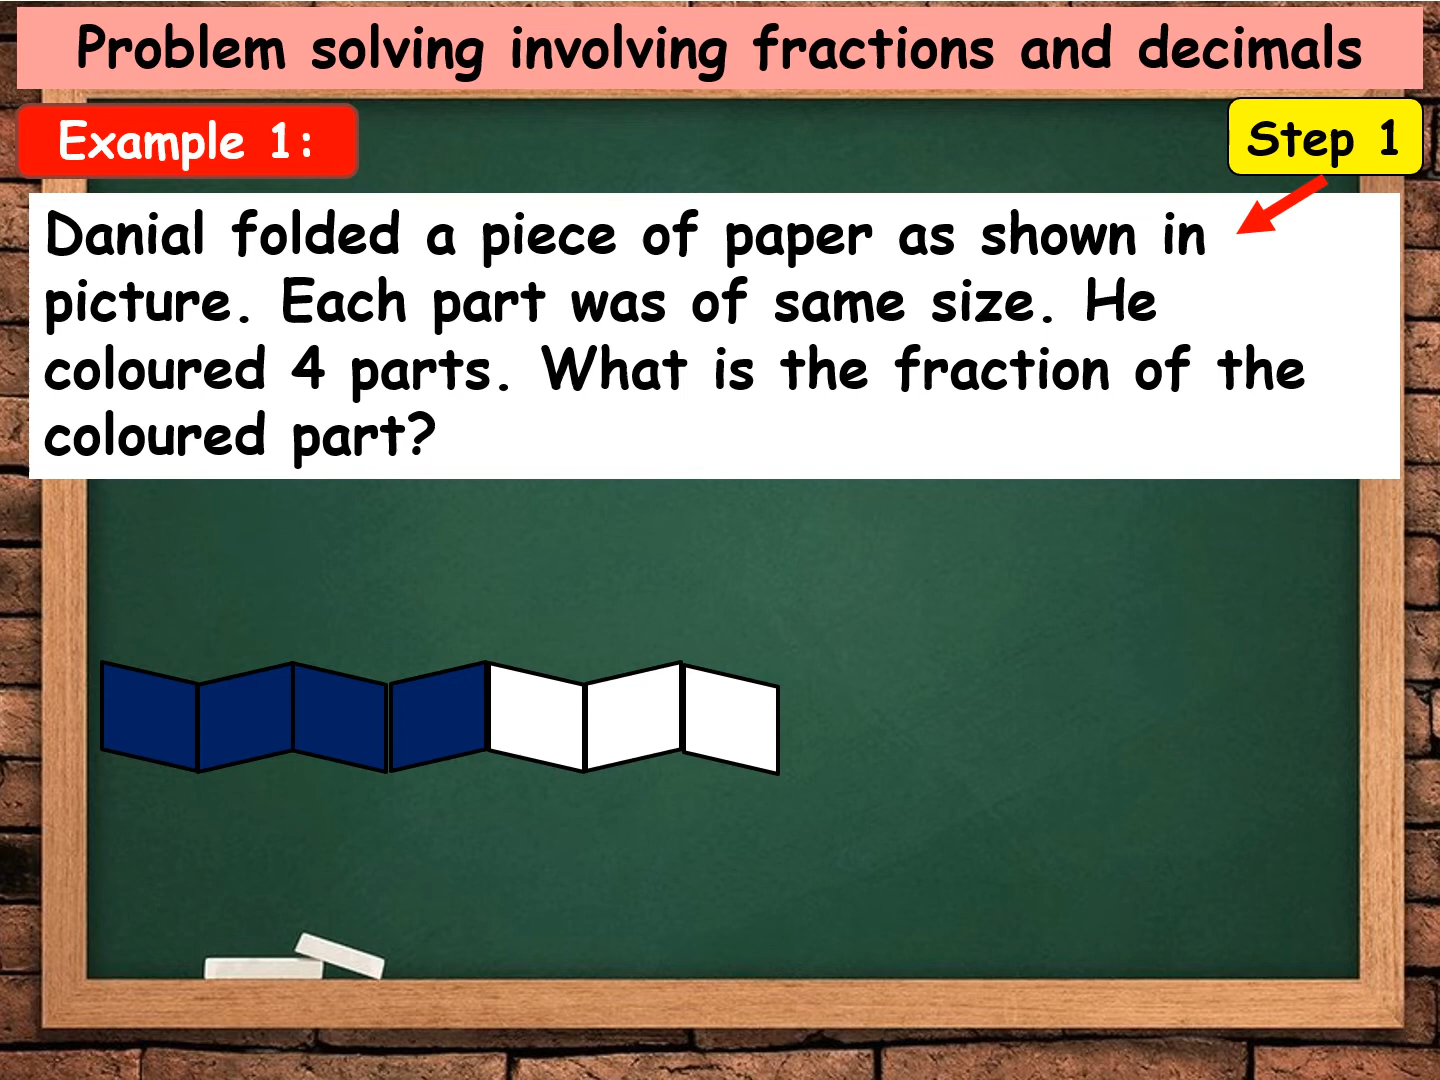 Problem solving involving fractions and decimals
Example 1:
Step 1
Danial folded a piece of paper as shown in
picture. Each part was of same size. He
coloured 4 parts. What is the fraction of the
coloured part?